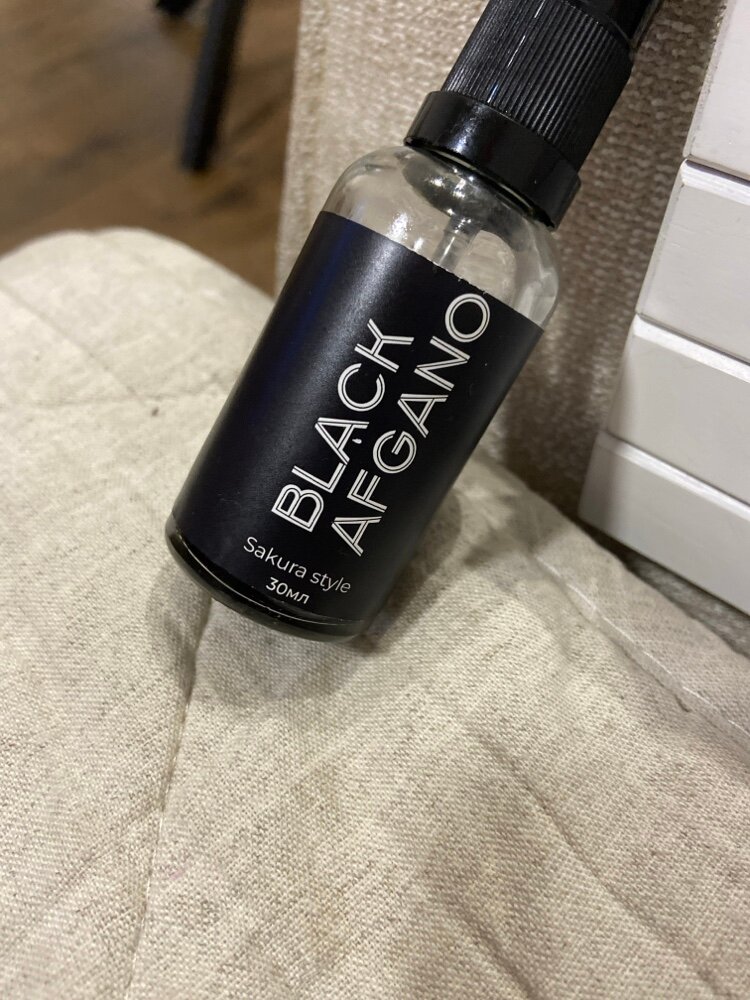 BLACK
AFGANO
Sakura style
30мл